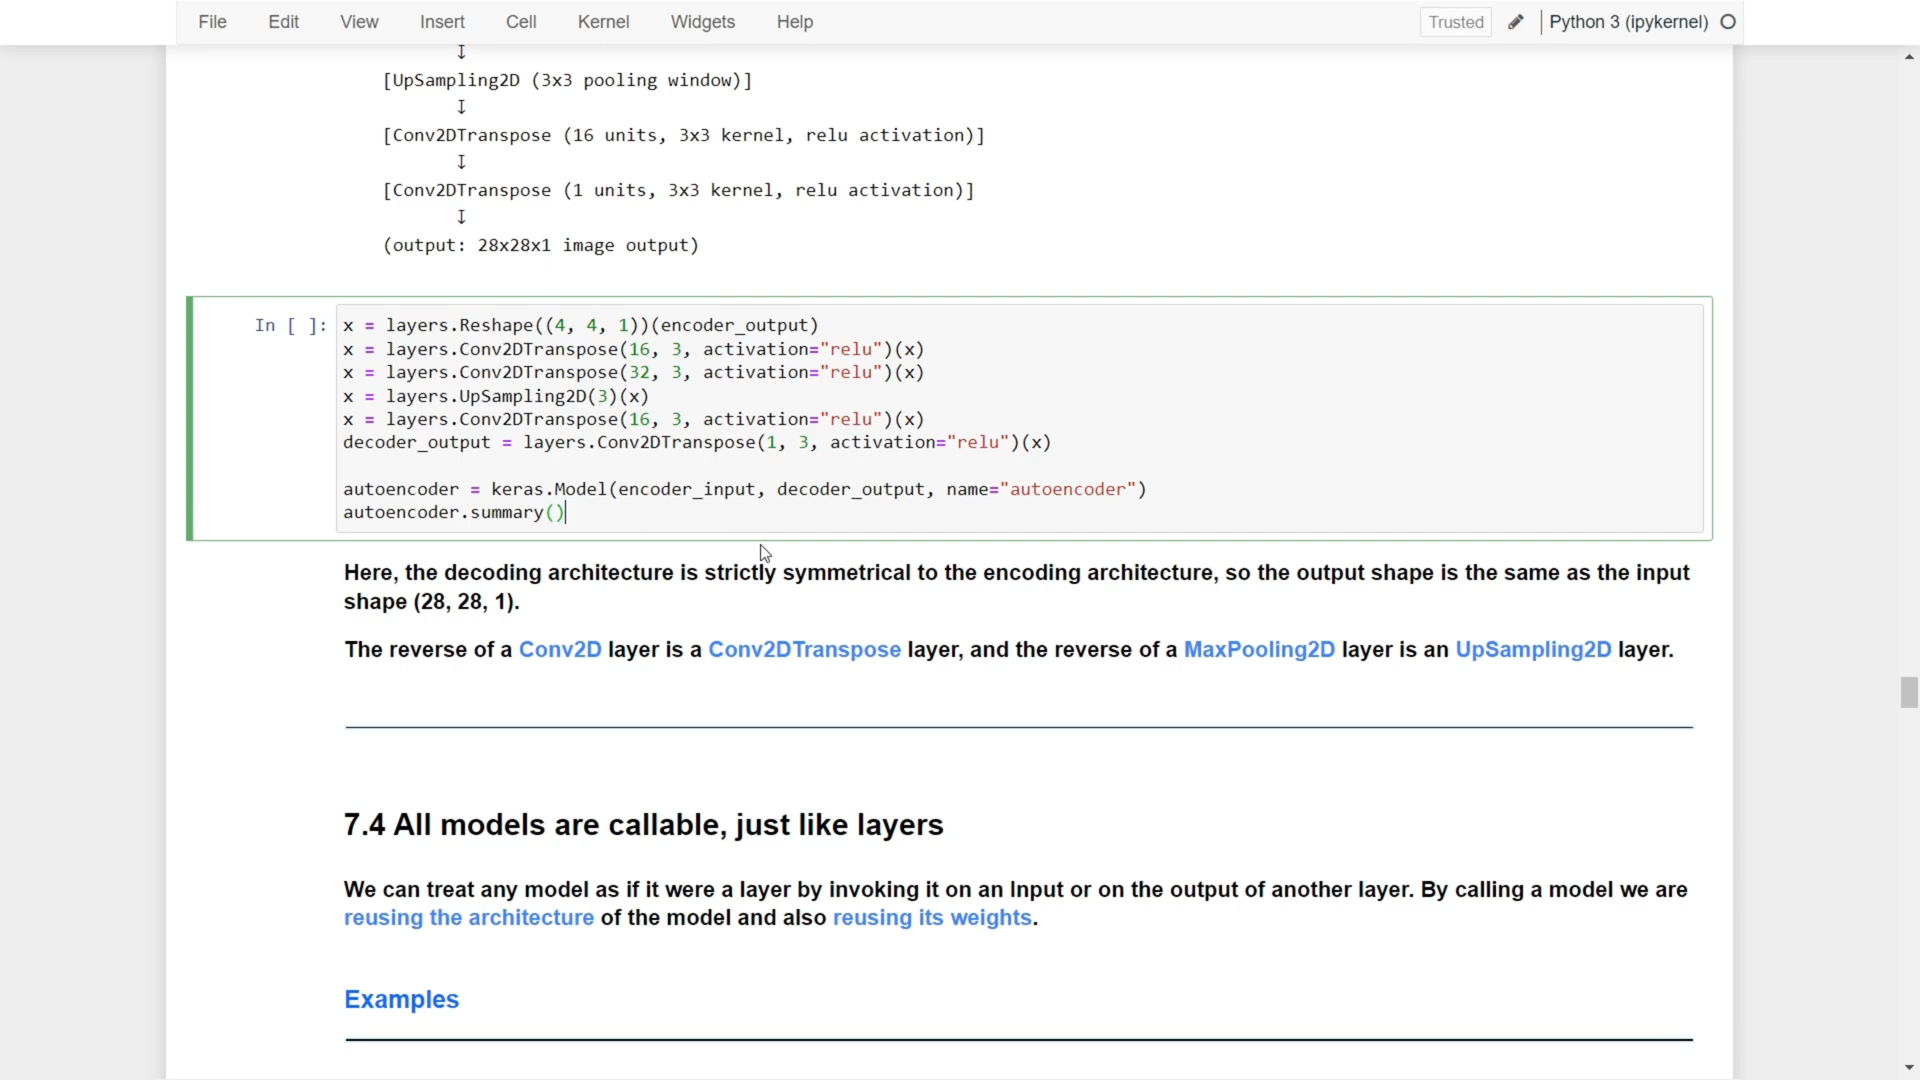 File Edit View Insert Cell Kernel Widgets Help Trusted Python 3 (ipykernel)
↧
[UpSampling2D (3x3 pooling window)]
↧
[Conv2DTranspose (16 units, 3x3 kernel, relu activation)]
↧
[Conv2DTranspose (1 units, 3x3 kernel, relu activation)]
↧
(output: 28x28x1 image output)
In [ ]: x = layers.Reshape((4, 4, 1))(encoder_output)
x = layers.Conv2DTranspose(16, 3, activation="relu")(x)
x = layers.Conv2DTranspose(32, 3, activation="relu")(x)
x = layers.UpSampling2D(3)(x)
x = layers.Conv2DTranspose(16, 3, activation="relu")(x)
decoder_output = layers.Conv2DTranspose(1, 3, activation="relu")(x)
autoencoder = keras.Model(encoder_input, decoder_output, name="autoencoder")
autoencoder.summary()
Here, the decoding architecture is strictly symmetrical to the encoding architecture, so the output shape is the same as the input
shape (28, 28, 1).
The reverse of a Conv2D layer is a Conv2DTranspose layer, and the reverse of a MaxPooling2D layer is an UpSampling2D layer.
7.4 All models are callable, just like layers
We can treat any model as if it were a layer by invoking it on an Input or on the output of another layer. By calling a model we are
reusing the architecture of the model and also reusing its weights.
Examples